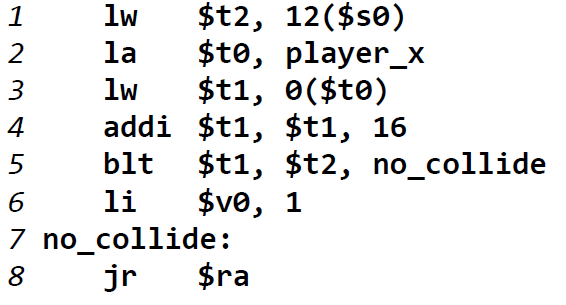 1 lw $t2, 12($s0)
2 la $t0, player_x
3 lw $t1, 0($t0)
4 addi $t1, $t1, 16
5 blt $t1, $t2, no_collide
6 li $v0, 1
7 no_collide:
8 jr $ra